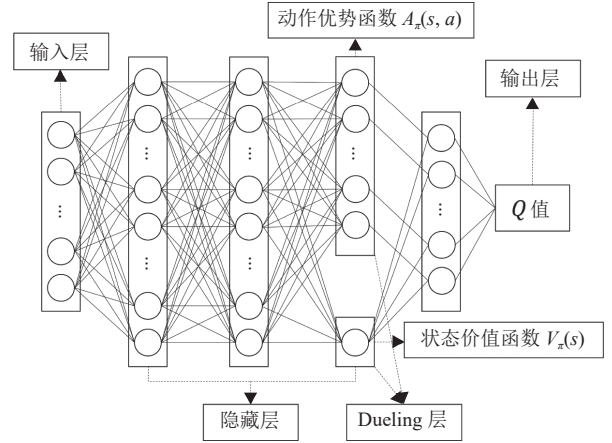 动作优势函数 Aπ(s, a)
输入层
输出层
Q 值
状态价值函数 Vπ(s)
隐藏层
Dueling 层